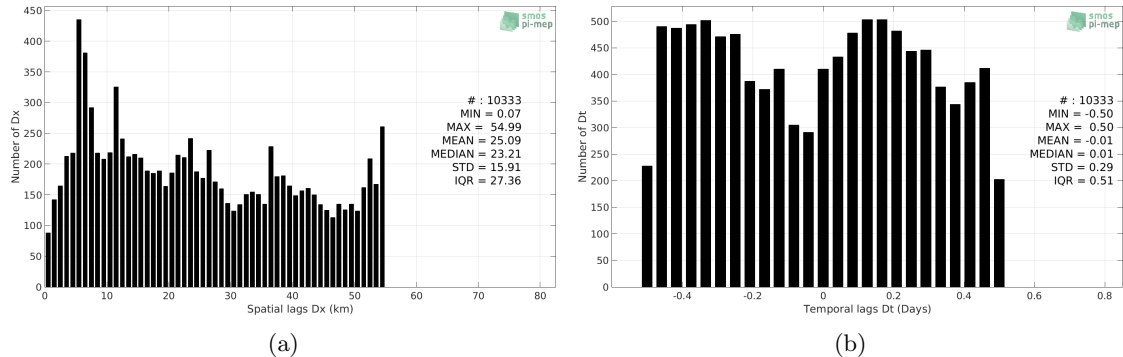 450
400
350
300
250
200
150
100
50
0
Number of Dx
0 10 20 30 40 50 60 70 80
Spatial lags Dx (km)
smos
pi-mep
# : 10333
MIN = 0.07
MAX = 54.99
MEAN = 25.09
MEDIAN = 23.21
STD = 15.91
IQR = 27.36
(a)
500
450
400
350
300
250
200
150
100
50
0
Number of Dt
-0.4 -0.2 0 0.2 0.4 0.6 0.8
Temporal lags Dt (Days)
smos
pi-mep
# : 10333
MIN = -0.50
MAX = 0.50
MEAN = -0.01
MEDIAN = 0.01
STD = 0.29
IQR = 0.51
(b)